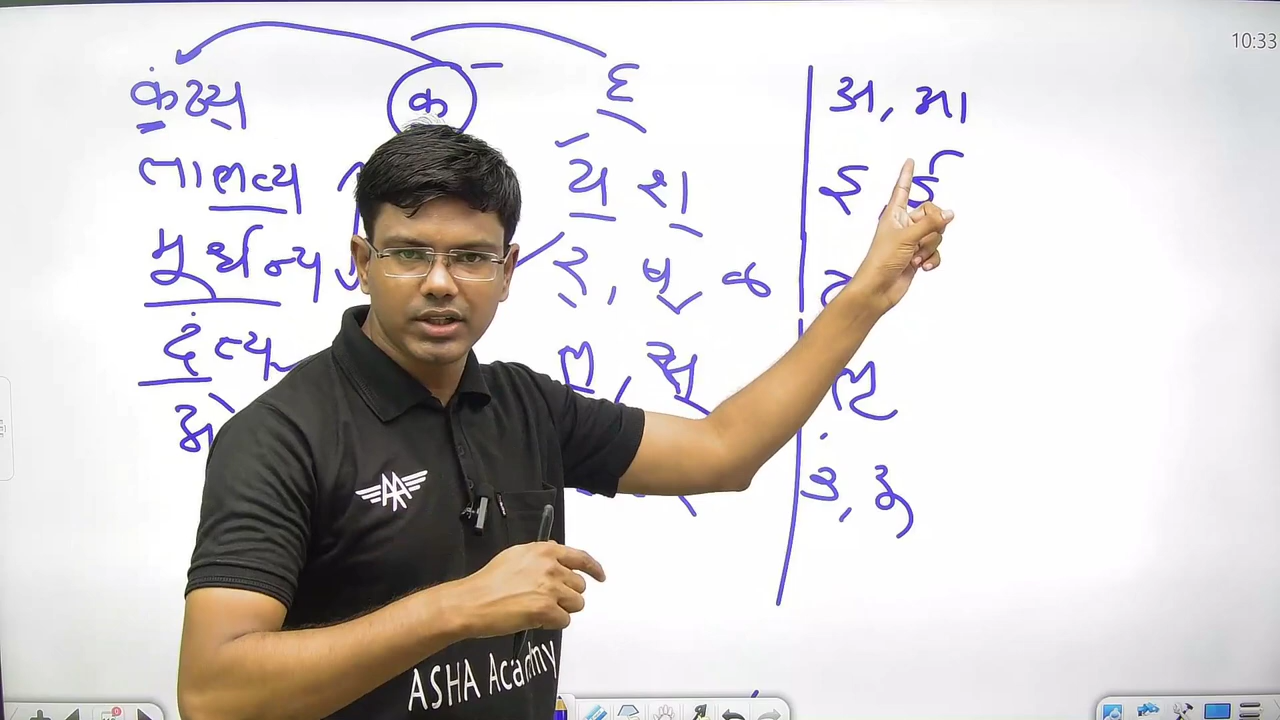 કંઠ્ય ક - હ અ, આ
તાલવ્ય ય શ ઇ ઈ
મૂર્ધન્ય ર, ષ, ળ
દંત્ય લ, સ લૃ
ઉ, ઊ
10:33
ASHA Academy